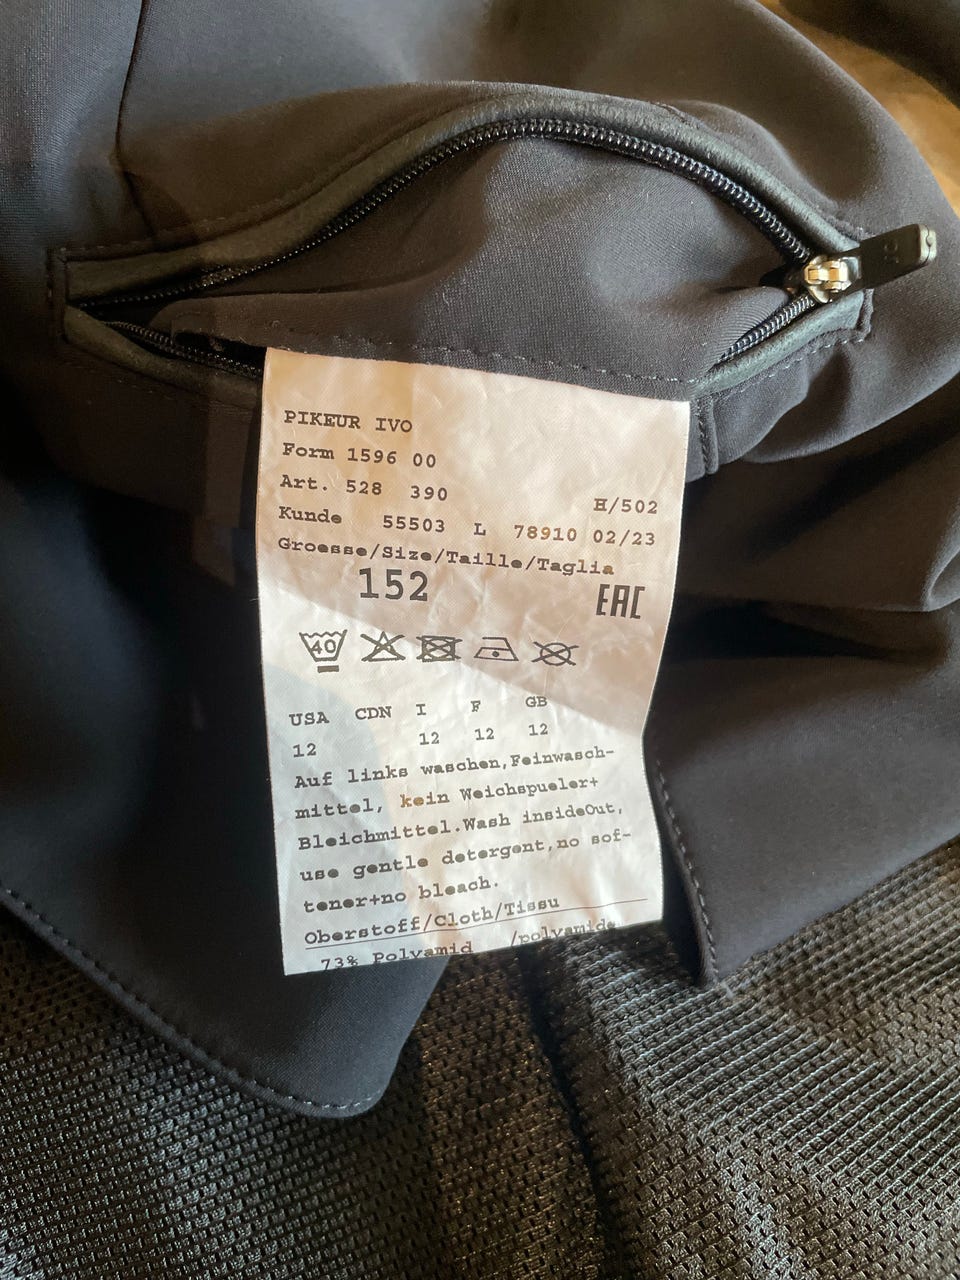 PIKEUR IVO
Form 1596 00
Art. 528 390 H/502
Kunde 55503 L 78910 02/23
Groesse/Size/Taille/Taglia
152 EAC
40
USA CDN I F GB
12 12 12 12
Auf links waschen,Feinwasch-
mittel, kein Weichspueler+
Bleichmittel.Wash insideOut,
use gentle detergent,no sof-
tener+no bleach.
Oberstoff/Cloth/Tissu
73% Polyamid /polyamide